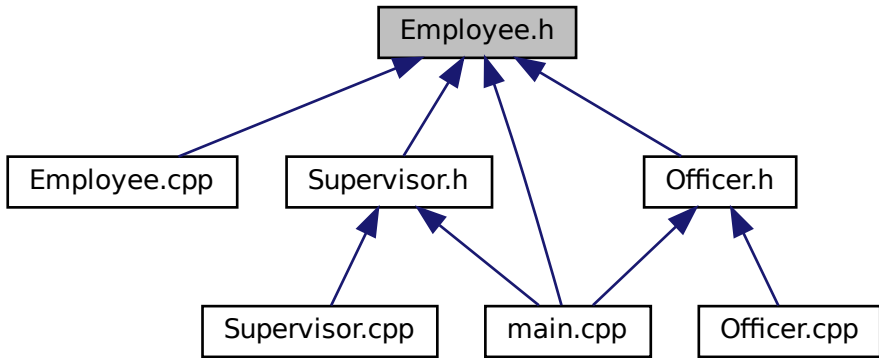 Employee.h
Employee.cpp
Supervisor.h
Officer.h
Supervisor.cpp
main.cpp
Officer.cpp